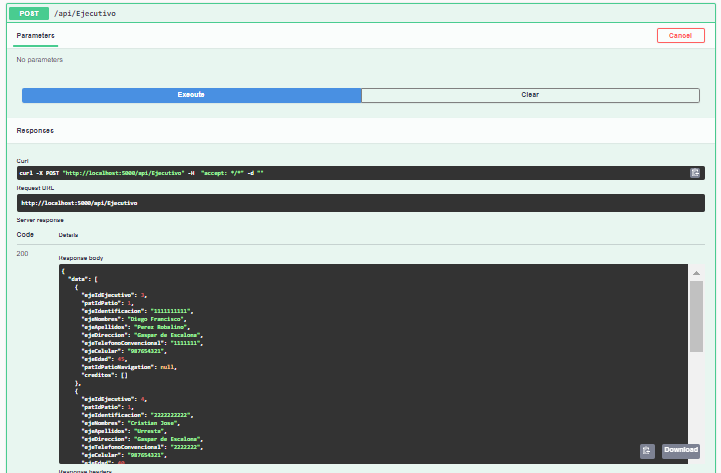 POST /api/Ejecutivo
Parameters
Cancel
No parameters
Execute
Clear
Responses
Curl
curl -X POST "http://localhost:5000/api/Ejecutivo" -H "accept: */*" -d ""
Request URL
http://localhost:5000/api/Ejecutivo
Server response
Code Details
200
Response body
{
"data": [
{
"ejeIdEjecutivo": 3,
"patIdPatio": 1,
"ejeIdentificacion": "1111111111",
"ejeNombres": "Diego Francisco",
"ejeApellidos": "Perez Robalino",
"ejeDireccion": "Gaspar de Escalona",
"ejeTelefonoConvencional": "1111111",
"ejeCelular": "987654321",
"ejeEdad": 45,
"patIdPatioNavigation": null,
"creditos": []
},
{
"ejeIdEjecutivo": 4,
"patIdPatio": 1,
"ejeIdentificacion": "2222222222",
"ejeNombres": "Cristian Jose",
"ejeApellidos": "Urresta",
"ejeDireccion": "Gaspar de Escalona",
"ejeTelefonoConvencional": "2222222",
"ejeCelular": "987654321",
"ejeEdad": 40
Download
Response headers